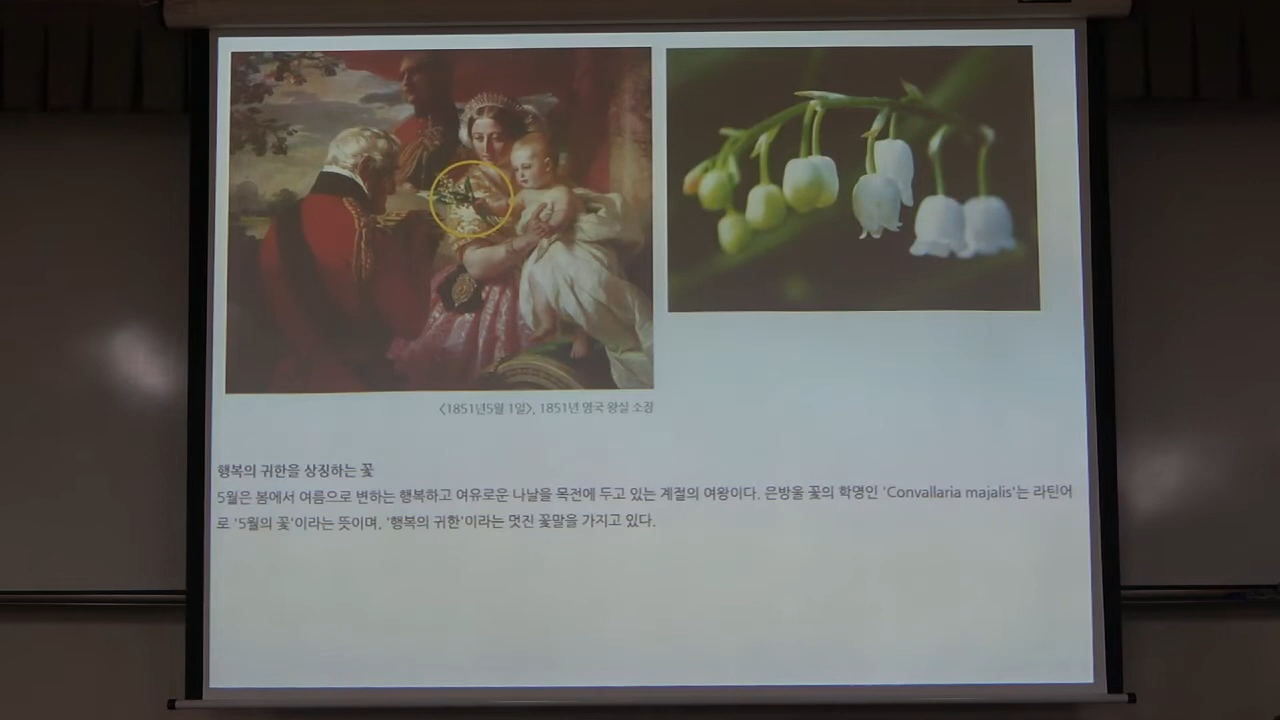 <1851년5월 1일>, 1851년 영국 왕실 소장
행복의 귀한을 상징하는 꽃
5월은 봄에서 여름으로 변하는 행복하고 여유로운 나날을 목전에 두고 있는 계절의 여왕이다. 은방울 꽃의 학명인 'Convallaria majalis'는 라틴어
로 '5월의 꽃'이라는 뜻이며, '행복의 귀한'이라는 멋진 꽃말을 가지고 있다.